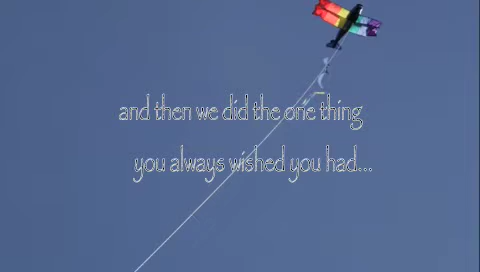 and then we did the one thing
you always wished you had...